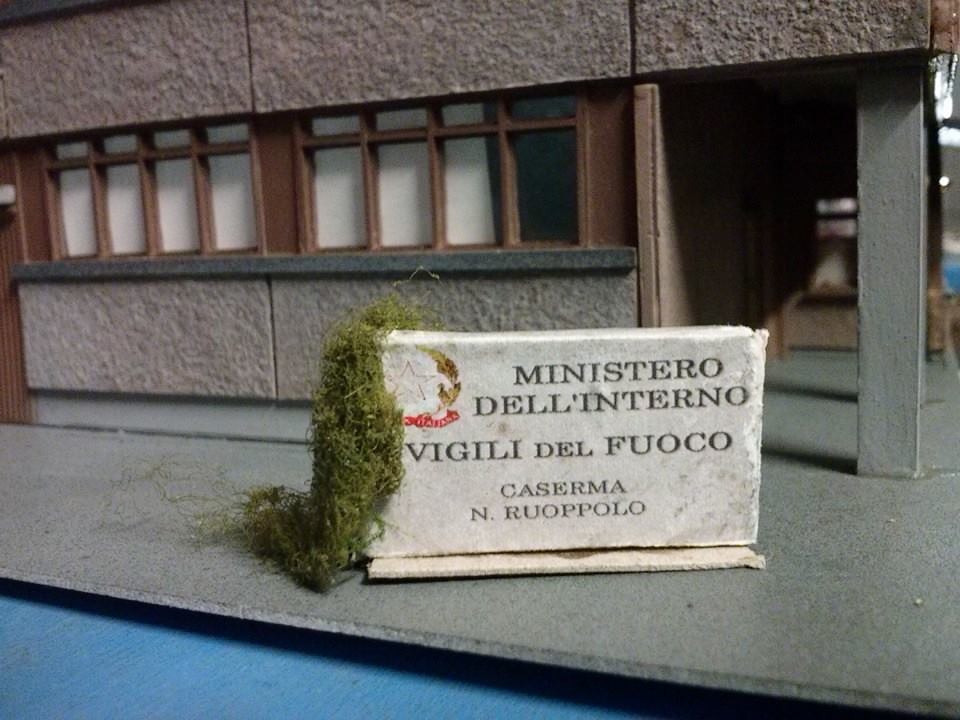 MINISTERO
DELL'INTERNO
VIGILI DEL FUOCO
CASERMA
N. RUOPPOLO